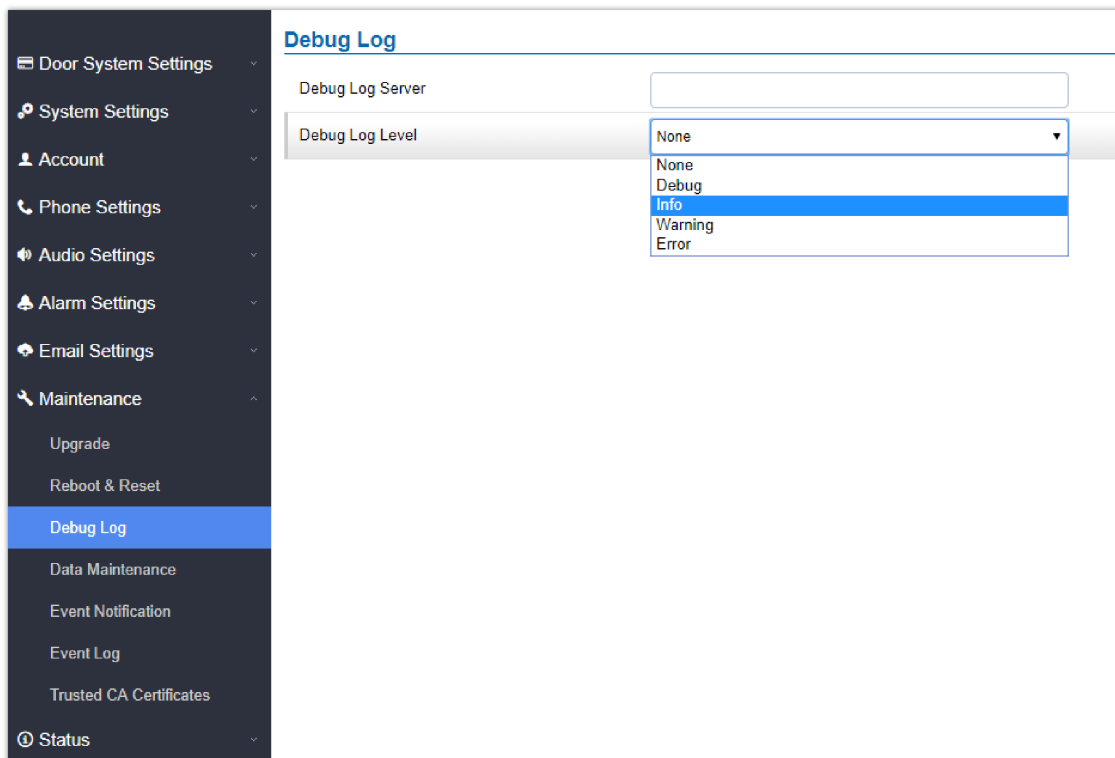 Door System Settings
System Settings
Account
Phone Settings
Audio Settings
Alarm Settings
Email Settings
Maintenance
Upgrade
Reboot & Reset
Debug Log
Data Maintenance
Event Notification
Event Log
Trusted CA Certificates
Status
Debug Log
Debug Log Server
Debug Log Level
None
None
Debug
Info
Warning
Error